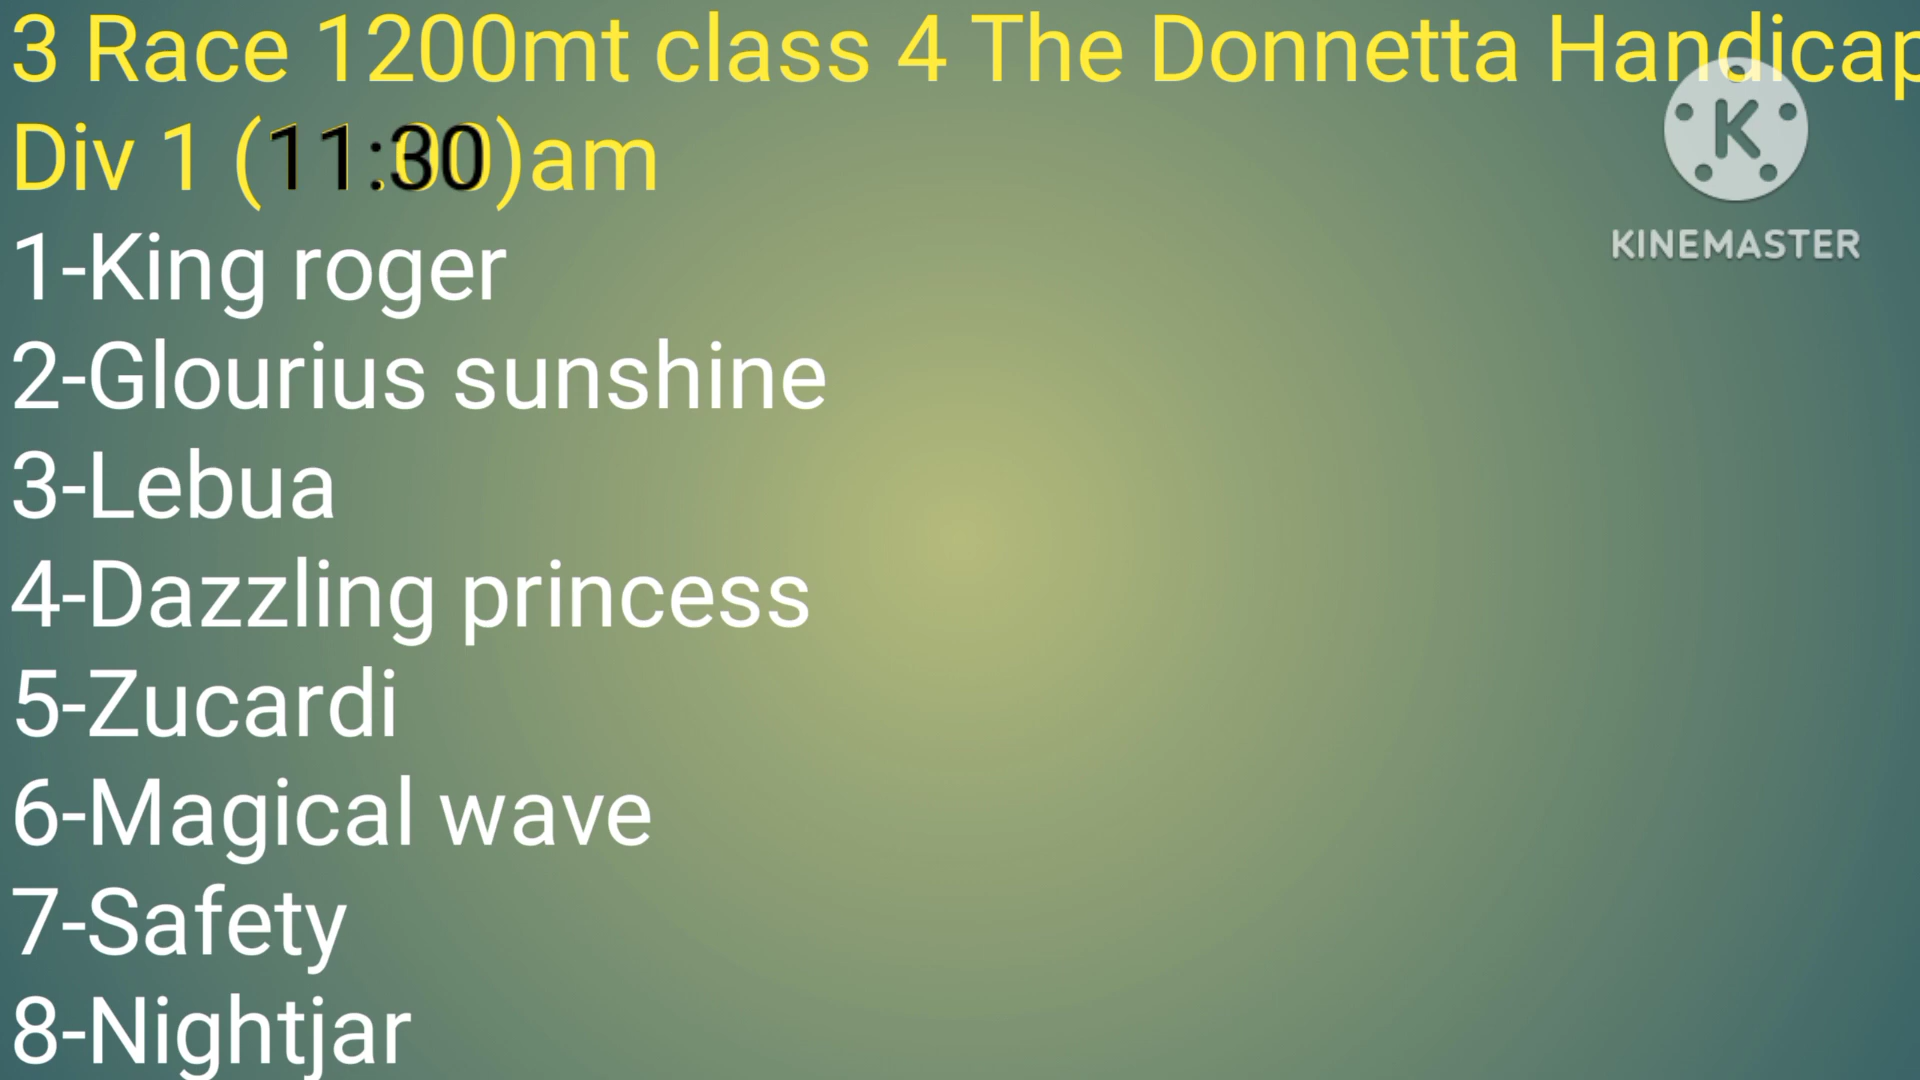 3 Race 1200mt class 4 The Donnetta Handicap
Div 1 (11:30)am
1-King roger
2-Glourius sunshine
3-Lebua
4-Dazzling princess
5-Zucardi
6-Magical wave
7-Safety
8-Nightjar
K
KINEMASTER